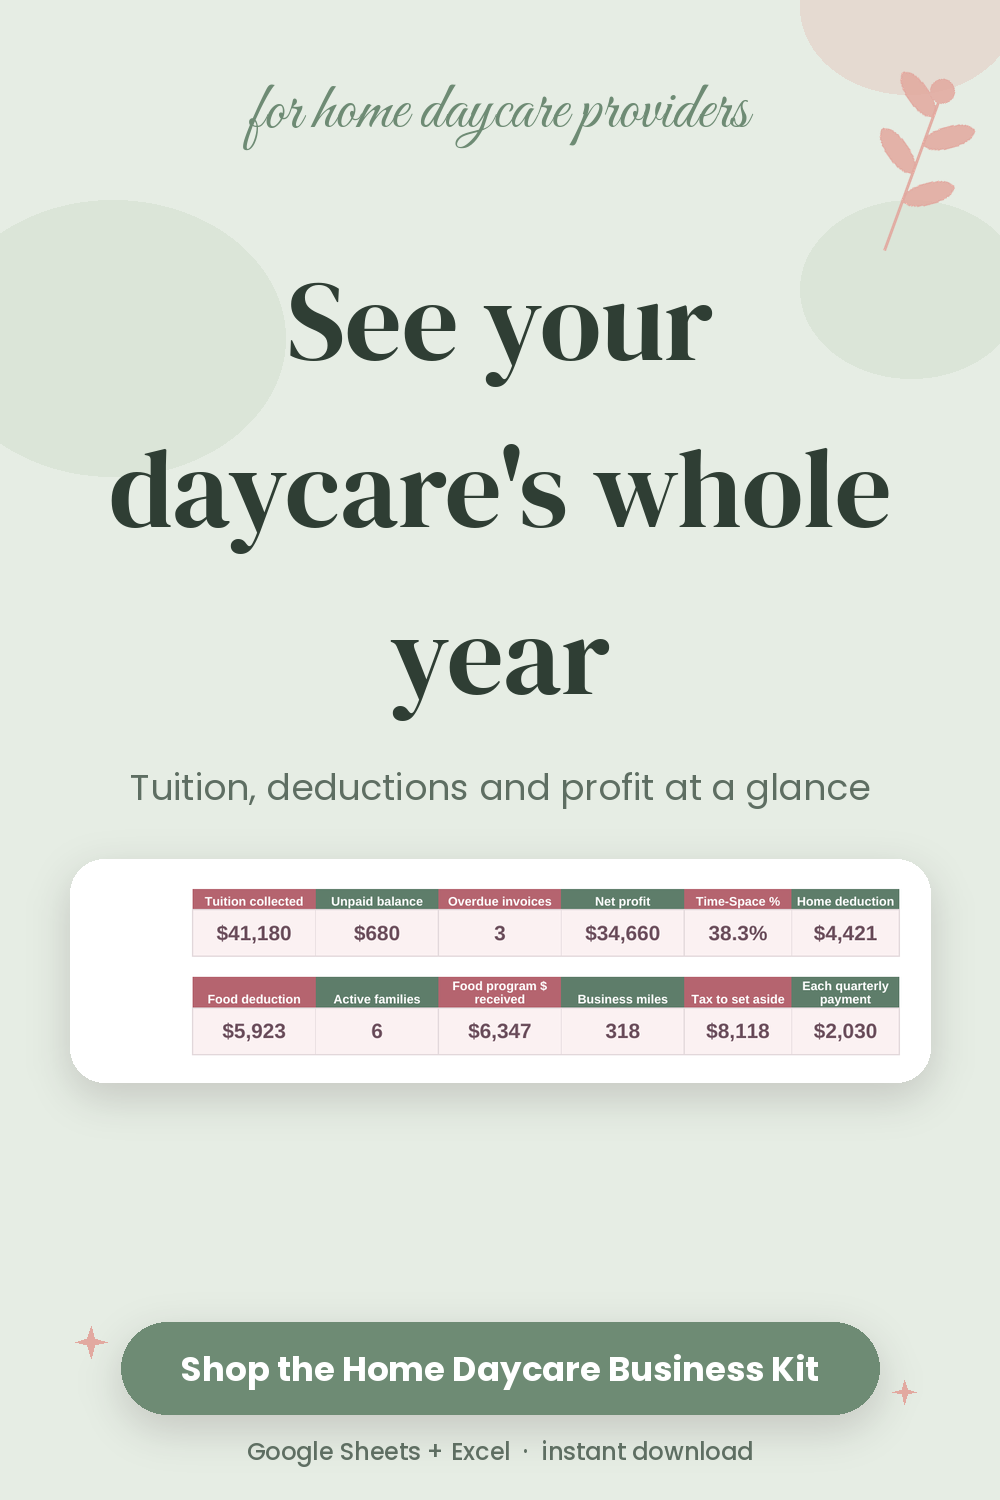 for home daycare providers
See your
daycare's whole
year
Tuition, deductions and profit at a glance
Tuition collected Unpaid balance Overdue invoices Net profit Time-Space % Home deduction
$41,180 $680 3 $34,660 38.3% $4,421
Food deduction Active families Food program $ received Business miles Tax to set aside Each quarterly payment
$5,923 6 $6,347 318 $8,118 $2,030
Shop the Home Daycare Business Kit
Google Sheets + Excel · instant download